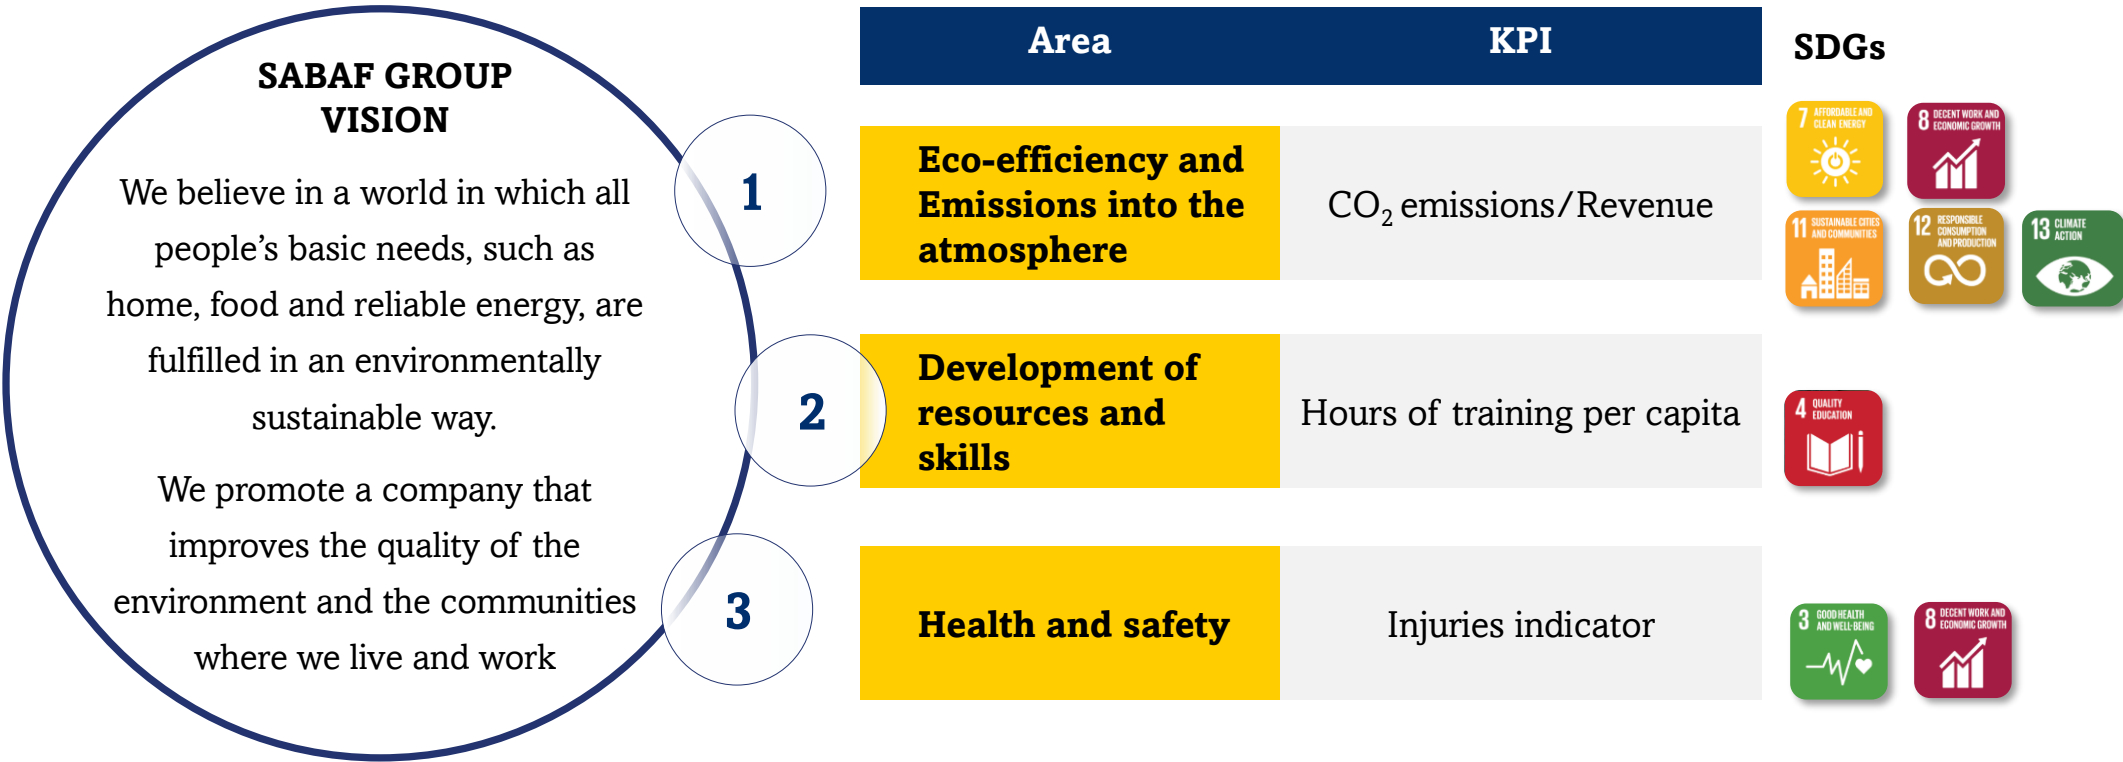 SABAF GROUP
VISION
We believe in a world in which all
people’s basic needs, such as
home, food and reliable energy, are
fulfilled in an environmentally
sustainable way.
We promote a company that
improves the quality of the
environment and the communities
where we live and work
Area
KPI
SDGs
1
Eco-efficiency and
Emissions into the
atmosphere
CO₂ emissions/Revenue
7 AFFORDABLE AND
CLEAN ENERGY
8 DECENT WORK AND
ECONOMIC GROWTH
11 SUSTAINABLE CITIES
AND COMMUNITIES
12 RESPONSIBLE
CONSUMPTION
AND PRODUCTION
13 CLIMATE
ACTION
2
Development of
resources and
skills
Hours of training per capita
4 QUALITY
EDUCATION
3
Health and safety
Injuries indicator
3 GOOD HEALTH
AND WELL-BEING
8 DECENT WORK AND
ECONOMIC GROWTH